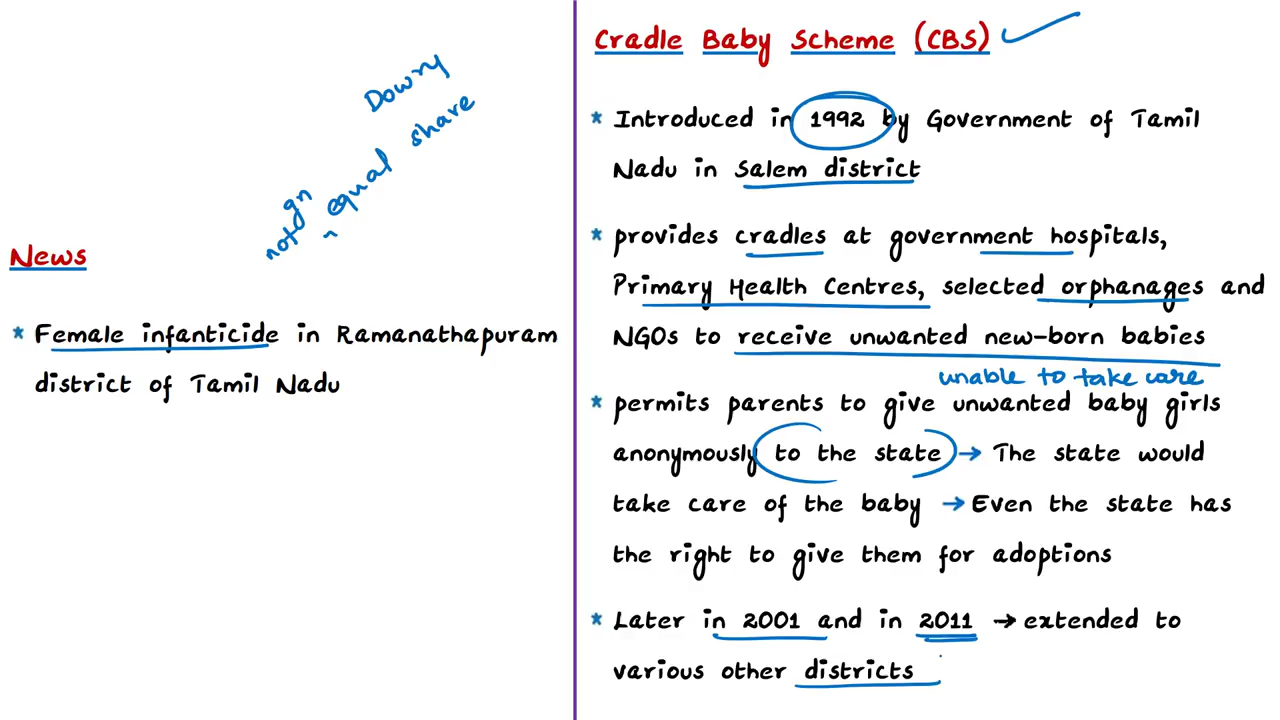 Dowry
not gn equal share
News
* Female infanticide in Ramanathapuram
district of Tamil Nadu
Cradle Baby Scheme (CBS)
* Introduced in 1992 by Government of Tamil
Nadu in Salem district
* provides cradles at government hospitals,
Primary Health Centres, selected orphanages and
NGOs to receive unwanted new-born babies
unable to take care
* permits parents to give unwanted baby girls
anonymously to the state → The state would
take care of the baby → Even the state has
the right to give them for adoptions
* Later in 2001 and in 2011 → extended to
various other districts